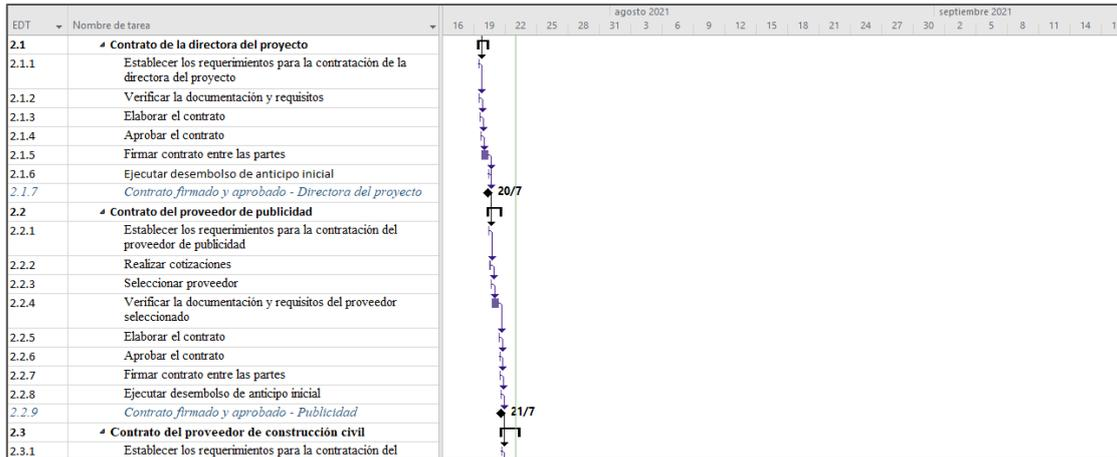 agosto 2021 septiembre 2021
EDT Nombre de tarea 16 19 22 25 28 31 3 6 9 12 15 18 21 24 27 30 2 5 8 11 14 1
2.1 Contrato de la directora del proyecto
2.1.1 Establecer los requerimientos para la contratación de la
directora del proyecto
2.1.2 Verificar la documentación y requisitos
2.1.3 Elaborar el contrato
2.1.4 Aprobar el contrato
2.1.5 Firmar contrato entre las partes
2.1.6 Ejecutar desembolso de anticipo inicial
2.1.7 Contrato firmado y aprobado - Directora del proyecto 20/7
2.2 Contrato del proveedor de publicidad
2.2.1 Establecer los requerimientos para la contratación del
proveedor de publicidad
2.2.2 Realizar cotizaciones
2.2.3 Seleccionar proveedor
2.2.4 Verificar la documentación y requisitos del proveedor
seleccionado
2.2.5 Elaborar el contrato
2.2.6 Aprobar el contrato
2.2.7 Firmar contrato entre las partes
2.2.8 Ejecutar desembolso de anticipo inicial
2.2.9 Contrato firmado y aprobado - Publicidad 21/7
2.3 Contrato del proveedor de construcción civil
2.3.1 Establecer los requerimientos para la contratación del